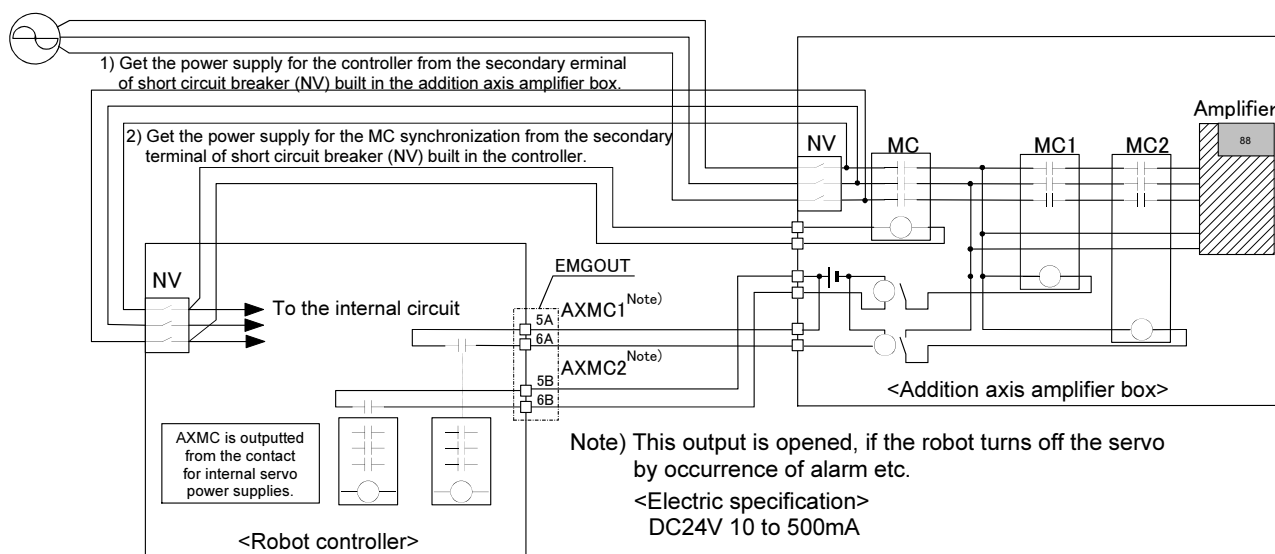 1) Get the power supply for the controller from the secondary erminal
of short circuit breaker (NV) built in the addition axis amplifier box.
2) Get the power supply for the MC synchronization from the secondary
terminal of short circuit breaker (NV) built in the controller.
Amplifier
88
NV
MC
MC1
MC2
NV
To the internal circuit
EMGOUT
5A
AXMC1 Note)
6A
AXMC2 Note)
5B
6B
<Addition axis amplifier box>
AXMC is outputted
from the contact
for internal servo
power supplies.
<Robot controller>
Note) This output is opened, if the robot turns off the servo
by occurrence of alarm etc.
<Electric specification>
DC24V 10 to 500mA